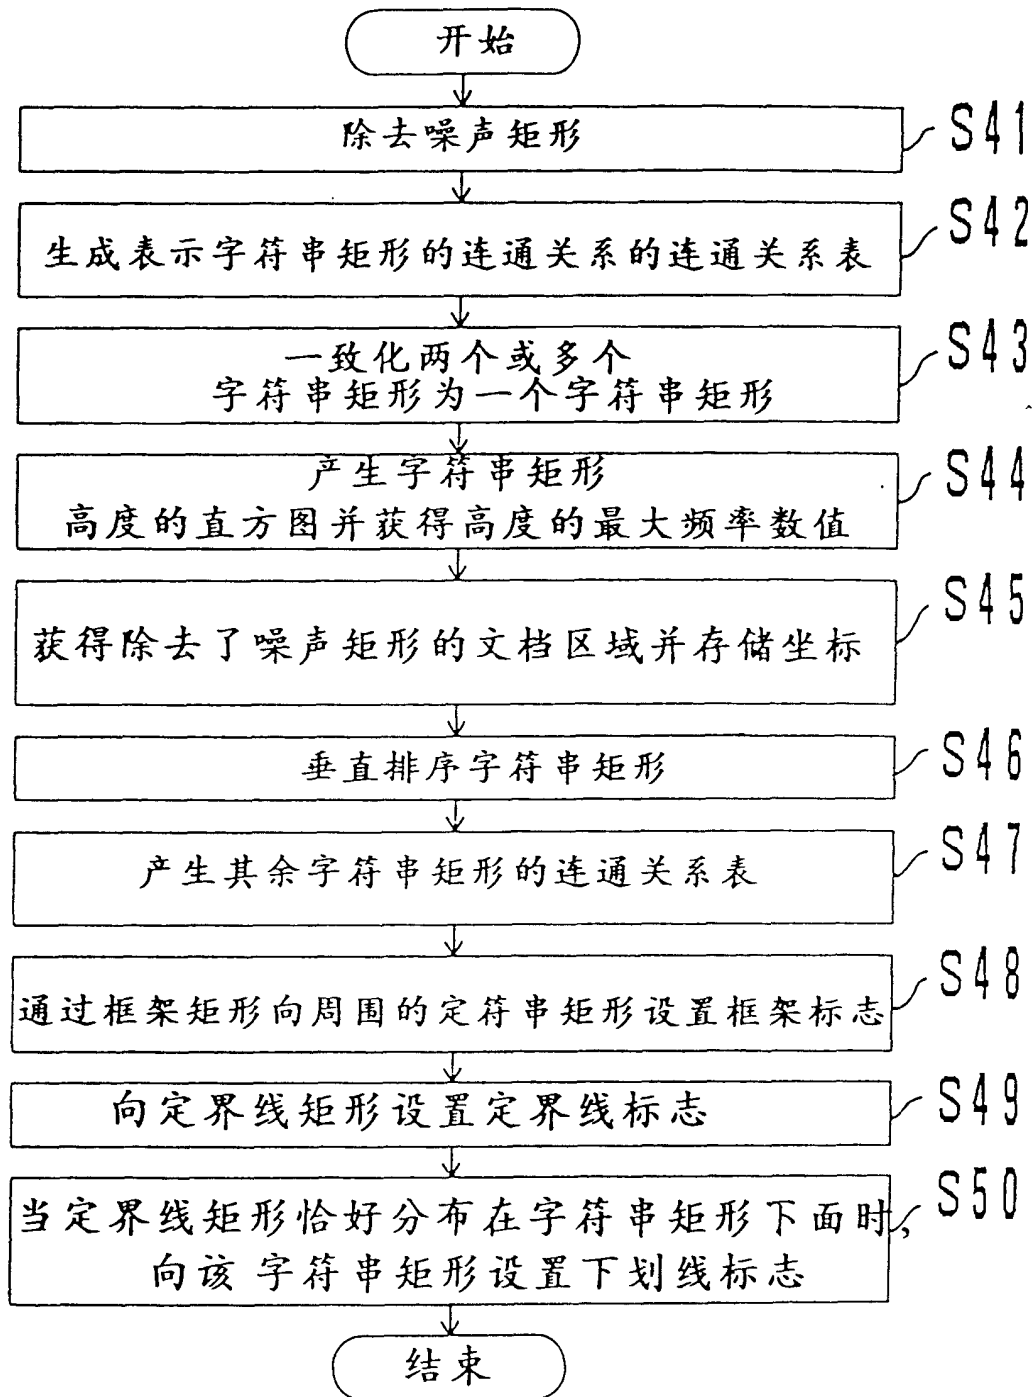 开始
除去噪声矩形
S41
生成表示字符串矩形的连通关系的连通关系表
S42
一致化两个或多个
字符串矩形为一个字符串矩形
S43
产生字符串矩形
高度的直方图并获得高度的最大频率数值
S44
获得除去了噪声矩形的文档区域并存储坐标
S45
垂直排序字符串矩形
S46
产生其余字符串矩形的连通关系表
S47
通过框架矩形向周围的定符串矩形设置框架标志
S48
向定界线矩形设置定界线标志
S49
当定界线矩形恰好分布在字符串矩形下面时,
向该字符串矩形设置下划线标志
S50
结束